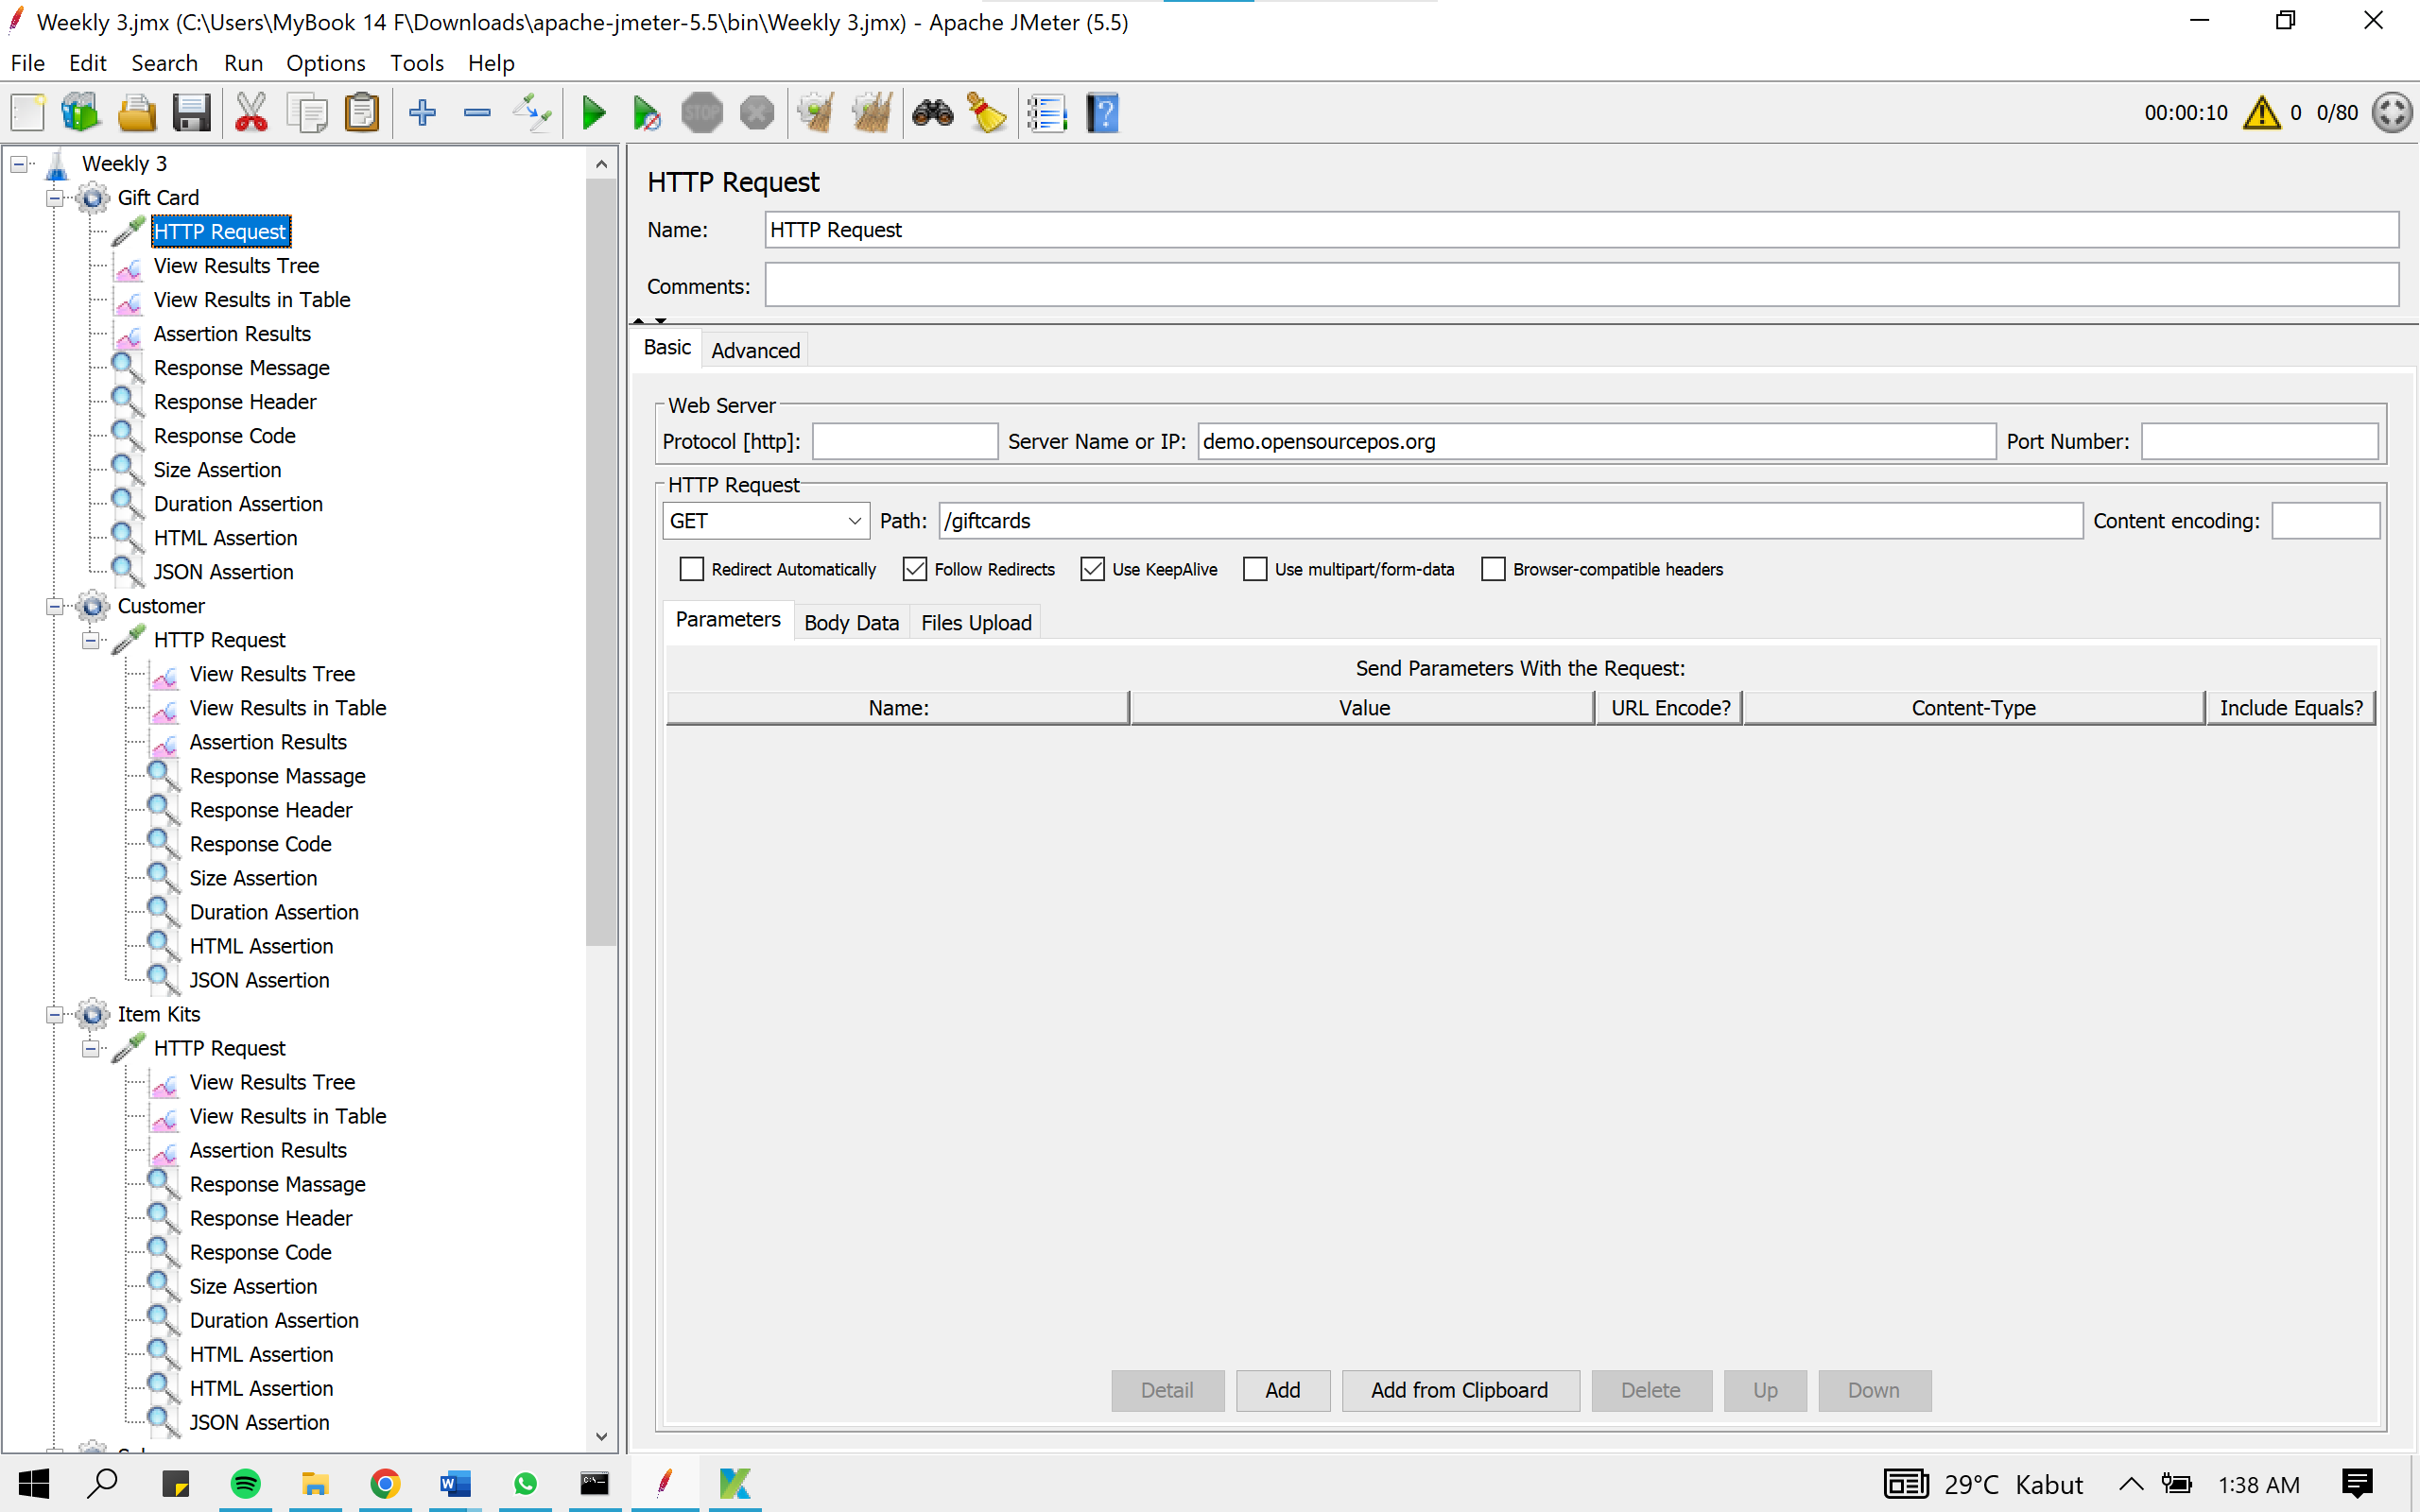 Weekly 3.jmx (C:\Users\MyBook 14 F\Downloads\apache-jmeter-5.5\bin\Weekly 3.jmx) - Apache JMeter (5.5)
File Edit Search Run Options Tools Help
STOP 00:00:10 0 0/80
Weekly 3
Gift Card
HTTP Request
View Results Tree
View Results in Table
Assertion Results
Response Message
Response Header
Response Code
Size Assertion
Duration Assertion
HTML Assertion
JSON Assertion
Customer
HTTP Request
View Results Tree
View Results in Table
Assertion Results
Response Massage
Response Header
Response Code
Size Assertion
Duration Assertion
HTML Assertion
JSON Assertion
Item Kits
HTTP Request
View Results Tree
View Results in Table
Assertion Results
Response Massage
Response Header
Response Code
Size Assertion
Duration Assertion
HTML Assertion
HTML Assertion
JSON Assertion
HTTP Request
Name: HTTP Request
Comments:
Basic Advanced
Web Server
Protocol [http]: Server Name or IP: demo.opensourcepos.org Port Number:
HTTP Request
GET Path: /giftcards Content encoding:
Redirect Automatically Follow Redirects Use KeepAlive Use multipart/form-data Browser-compatible headers
Parameters Body Data Files Upload
Send Parameters With the Request:
Name: Value URL Encode? Content-Type Include Equals?
Detail Add Add from Clipboard Delete Up Down
29°C Kabut 1:38 AM